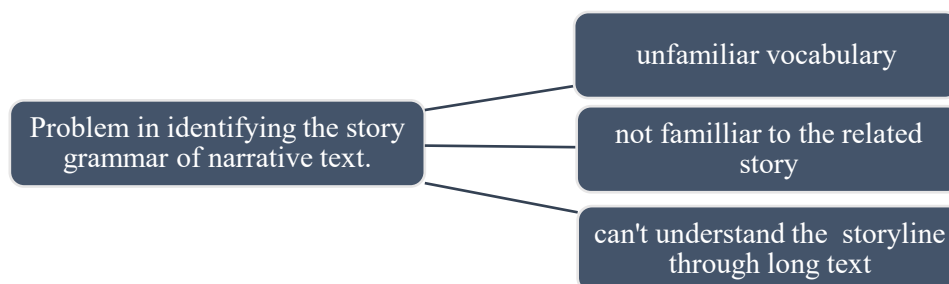 unfamiliar vocabulary
Problem in identifying the story
grammar of narrative text.
not familliar to the related
story
can't understand the storyline
through long text